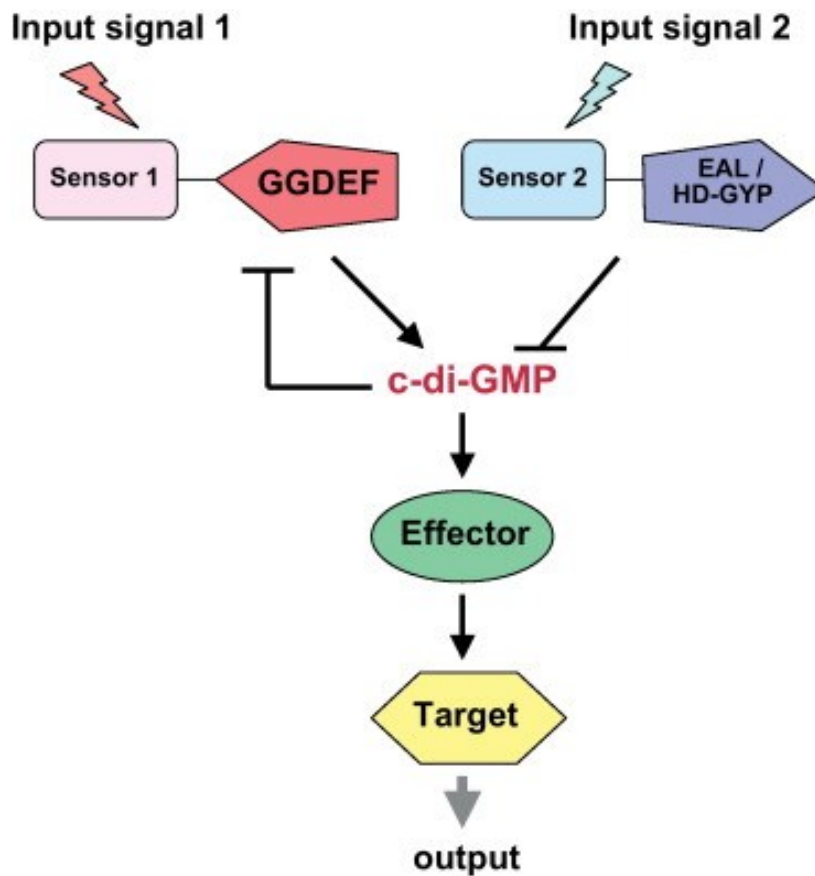 Input signal 1
Input signal 2
Sensor 1
GGDEF
Sensor 2
EAL /
HD-GYP
c-di-GMP
Effector
Target
output